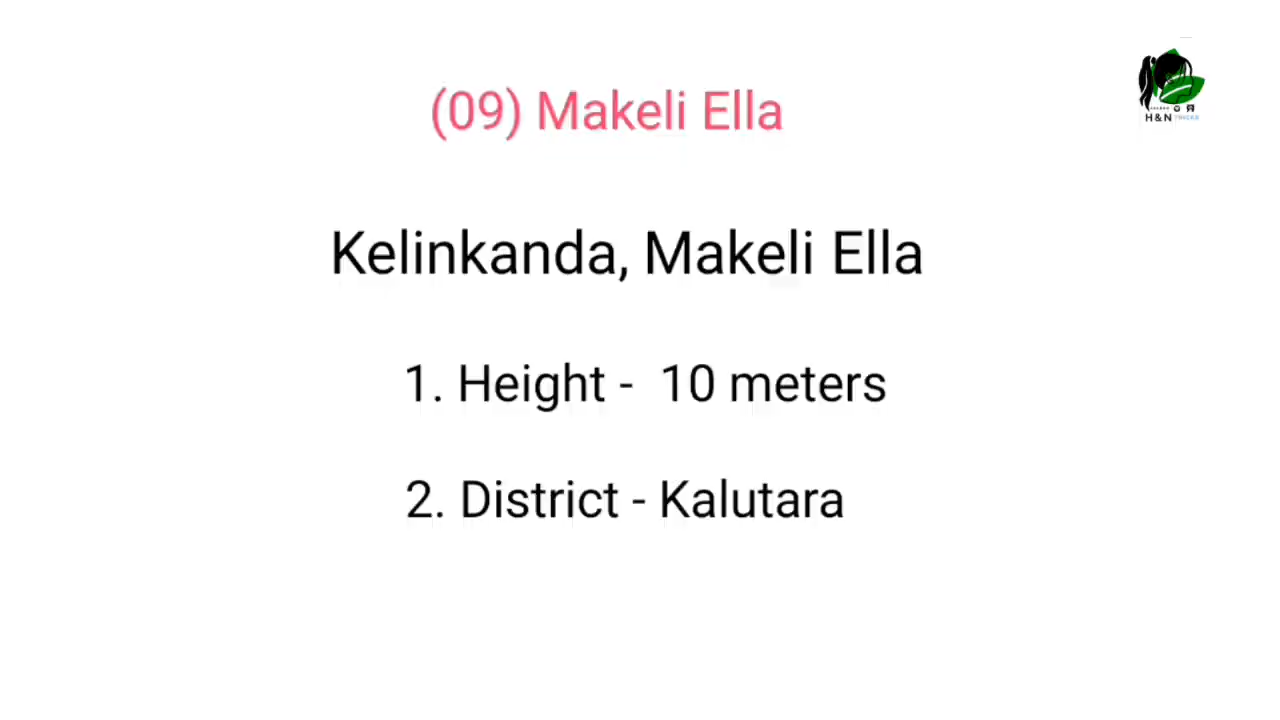 (09) Makeli Ella
Kelinkanda, Makeli Ella
1. Height - 10 meters
2. District - Kalutara
H&N